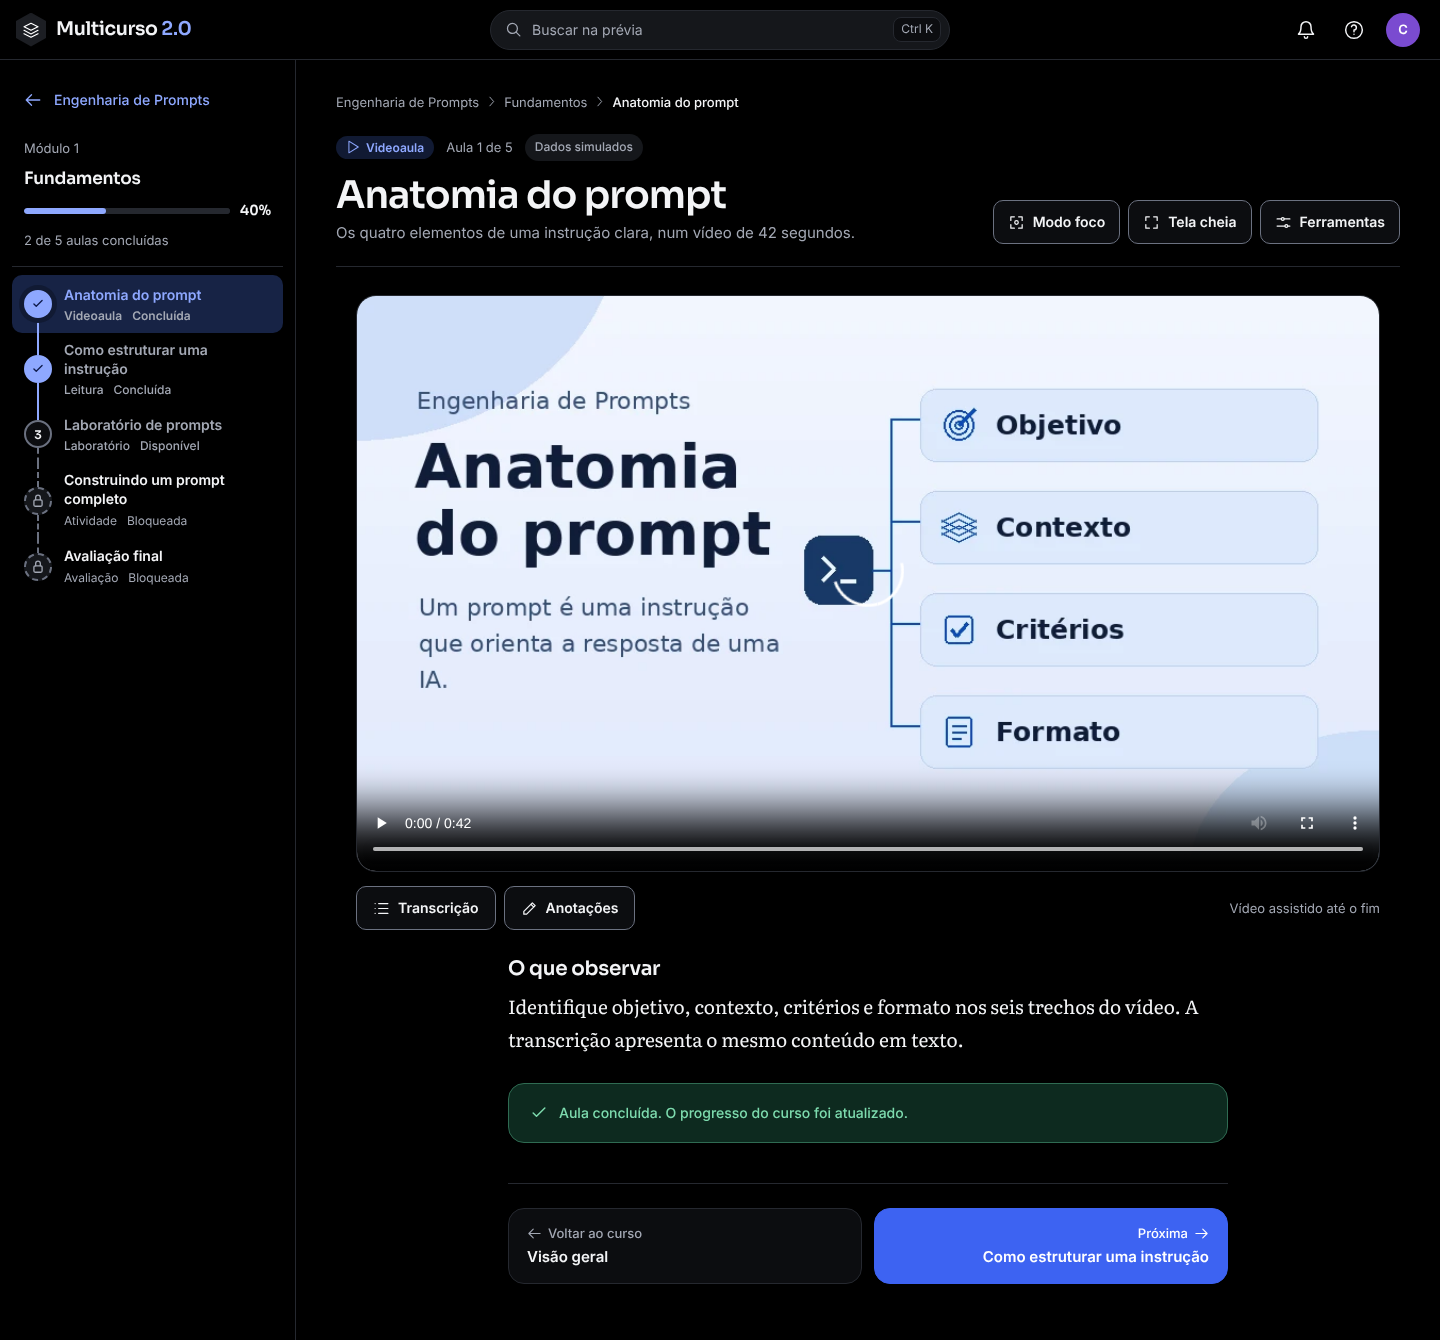 Multicurso 2.0
Buscar na prévia
Ctrl K
C
Engenharia de Prompts
Módulo 1
Fundamentos
40%
2 de 5 aulas concluídas
Anatomia do prompt
Videoaula Concluída
Como estruturar uma
instrução
Leitura Concluída
3
Laboratório de prompts
Laboratório Disponível
Construindo um prompt
completo
Atividade Bloqueada
Avaliação final
Avaliação Bloqueada
Engenharia de Prompts Fundamentos Anatomia do prompt
Videoaula Aula 1 de 5 Dados simulados
Anatomia do prompt
Os quatro elementos de uma instrução clara, num vídeo de 42 segundos.
Modo foco
Tela cheia
Ferramentas
Engenharia de Prompts
Anatomia
do prompt
Um prompt é uma instrução
que orienta a resposta de uma
IA.
Objetivo
Contexto
Critérios
Formato
0:00 / 0:42
Transcrição
Anotações
Vídeo assistido até o fim
O que observar
Identifique objetivo, contexto, critérios e formato nos seis trechos do vídeo. A
transcrição apresenta o mesmo conteúdo em texto.
Aula concluída. O progresso do curso foi atualizado.
Voltar ao curso
Visão geral
Próxima
Como estruturar uma instrução